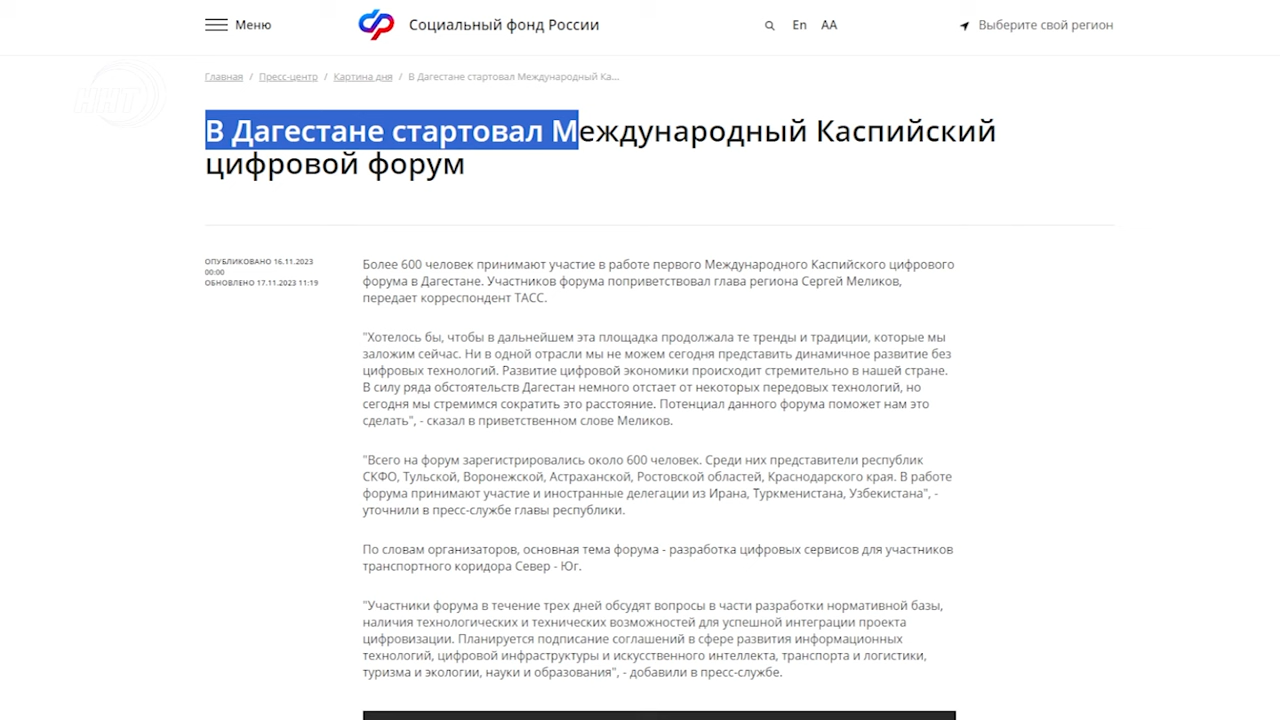 Меню
Социальный фонд России
En
АА
Выберите свой регион
ННТ
Главная / Пресс-центр / Картина дня / В Дагестане стартовал Международный Ка...
В Дагестане стартовал Международный Каспийский
цифровой форум
ОПУБЛИКОВАНО 16.11.2023
00:00
ОБНОВЛЕНО 17.11.2023 11:19
Более 600 человек принимают участие в работе первого Международного Каспийского цифрового
форума в Дагестане. Участников форума поприветствовал глава региона Сергей Меликов,
передает корреспондент ТАСС.
"Хотелось бы, чтобы в дальнейшем эта площадка продолжала те тренды и традиции, которые мы
заложим сейчас. Ни в одной отрасли мы не можем сегодня представить динамичное развитие без
цифровых технологий. Развитие цифровой экономики происходит стремительно в нашей стране.
В силу ряда обстоятельств Дагестан немного отстает от некоторых передовых технологий, но
сегодня мы стремимся сократить это расстояние. Потенциал данного форума поможет нам это
сделать", - сказал в приветственном слове Меликов.
"Всего на форум зарегистрировались около 600 человек. Среди них представители республик
СКФО, Тульской, Воронежской, Астраханской, Ростовской областей, Краснодарского края. В работе
форума принимают участие и иностранные делегации из Ирана, Туркменистана, Узбекистана", -
уточнили в пресс-службе главы республики.
По словам организаторов, основная тема форума - разработка цифровых сервисов для участников
транспортного коридора Север - Юг.
"Участники форума в течение трех дней обсудят вопросы в части разработки нормативной базы,
наличия технологических и технических возможностей для успешной интеграции проекта
цифровизации. Планируется подписание соглашений в сфере развития информационных
технологий, цифровой инфраструктуры и искусственного интеллекта, транспорта и логистики,
туризма и экологии, науки и образования", - добавили в пресс-службе.